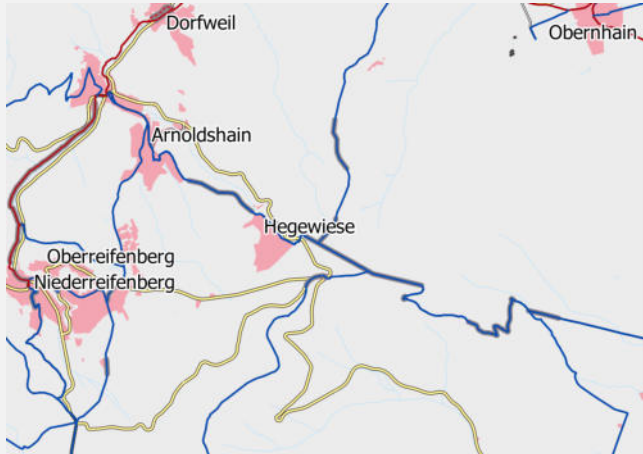 Dorfweil
Obernhain
Arnoldshain
Hegewiese
Oberreifenberg
Niederreifenberg